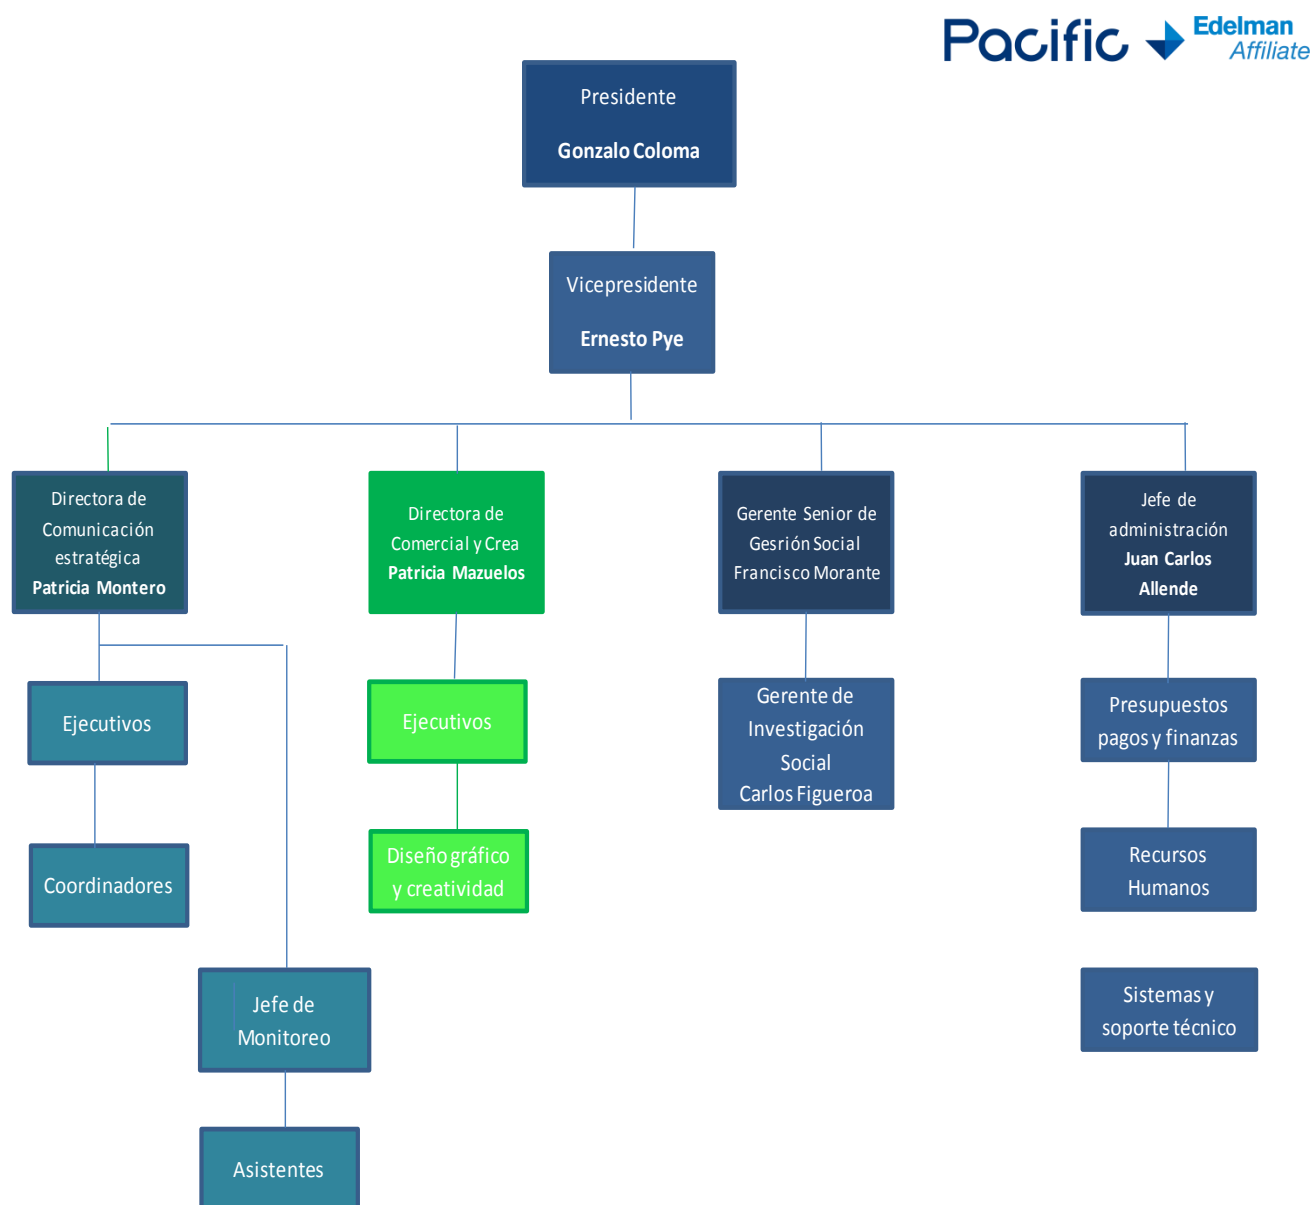 Pacific
Edelman
Affiliate
Presidente
Gonzalo Coloma
Vicepresidente
Ernesto Pye
Directora de
Comunicación
estratégica
Patricia Montero
Directora de
Comercial y Crea
Patricia Mazuelos
Gerente Senior de
Gesrión Social
Francisco Morante
Jefe de
administración
Juan Carlos
Allende
Ejecutivos
Ejecutivos
Gerente de
Investigación
Social
Carlos Figueroa
Presupuestos
pagos y finanzas
Coordinadores
Diseño gráfico
y creatividad
Recursos
Humanos
Jefe de
Monitoreo
Sistemas y
soporte técnico
Asistentes